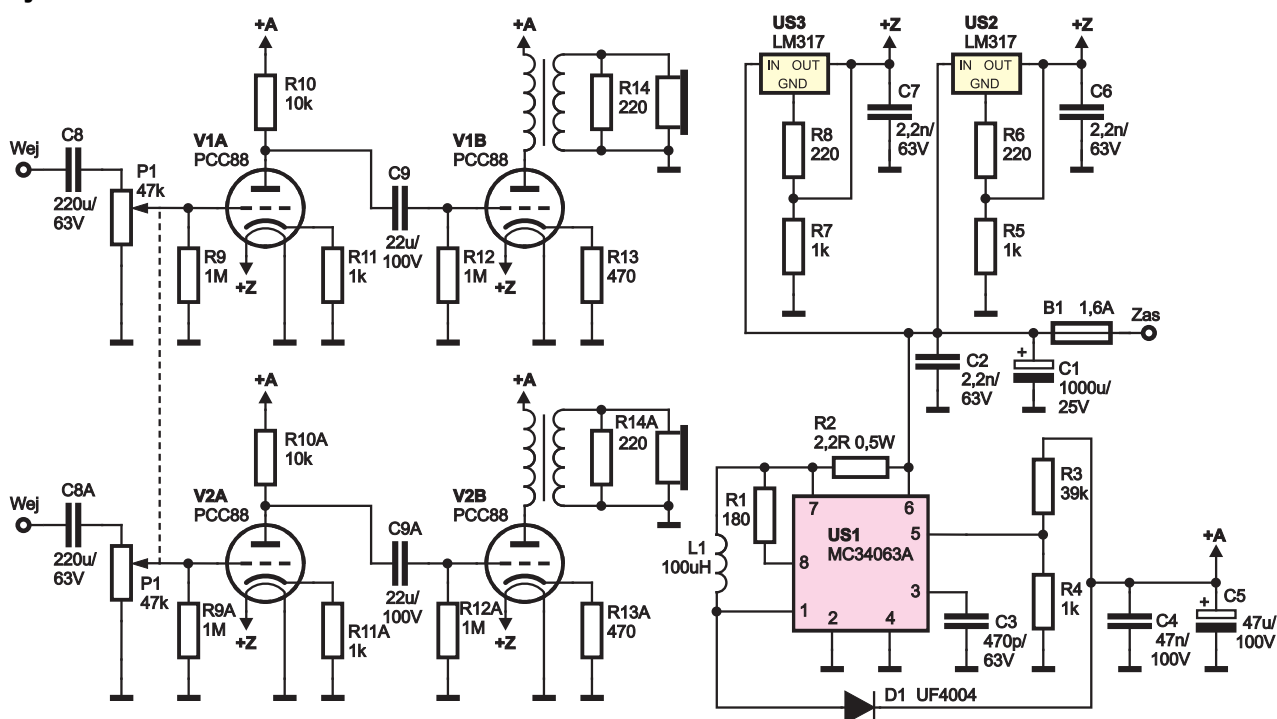 +A
R10
10k
C8
Wej
220u/
63V
P1
47k
V1A
PCC88
R9
1M
+Z
R11
1k
C9
22u/
100V
+A
V1B
PCC88
R12
1M
+Z
R13
470
R14
220
US3
LM317
IN OUT
GND
+Z
C7
2,2n/
63V
R8
220
R7
1k
US2
LM317
IN OUT
GND
+Z
C6
2,2n/
63V
R6
220
R5
1k
B1 1,6A
Zas
C2
2,2n/
63V
+
C1
1000u/
25V
+A
R10A
10k
C8A
Wej
220u/
63V
P1
47k
V2A
PCC88
R9A
1M
+Z
R11A
1k
C9A
22u/
100V
+A
V2B
PCC88
R12A
1M
+Z
R13A
470
R14A
220
R2
2,2R 0,5W
R1
180
L1
100uH
7
6
US1
MC34063A
5
8
3
1
2
4
C3
470p/
63V
R3
39k
R4
1k
+A
C4
47n/
100V
+
C5
47u/
100V
D1 UF4004